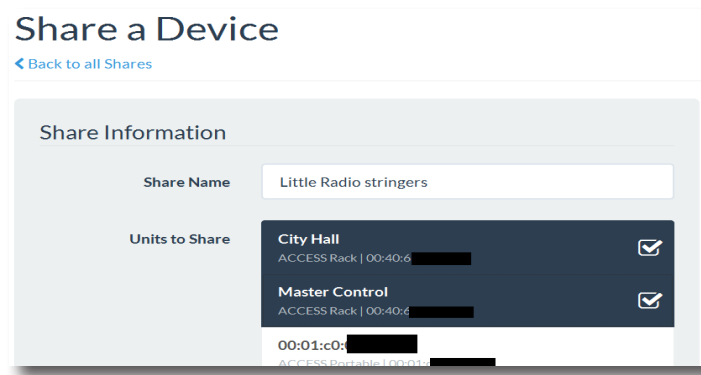 Share a Device
Back to all Shares
Share Information
Share Name
Little Radio stringers
Units to Share
City Hall
ACCESS Rack | 00:40:6
Master Control
ACCESS Rack | 00:40:6
00:01:c0:
ACCESS Portable | 00:01: